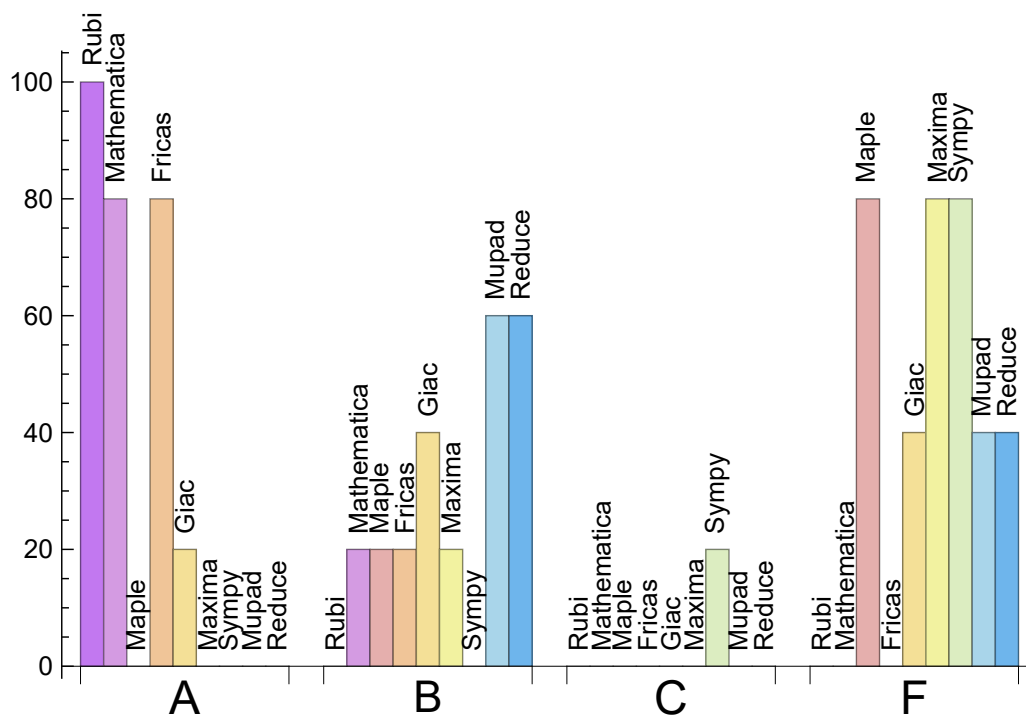 100
80
60
40
20
0
Rubi
Mathematica
Maple
Fricas
Giac
Maxima
Sympy
Mupad
Reduce
A
Rubi
Mathematica
Maple
Fricas
Giac
Maxima
Sympy
Mupad
Reduce
B
Rubi
Mathematica
Maple
Fricas
Giac
Maxima
Sympy
Mupad
Reduce
C
Rubi
Mathematica
Maple
Fricas
Giac
Maxima
Sympy
Mupad
Reduce
F